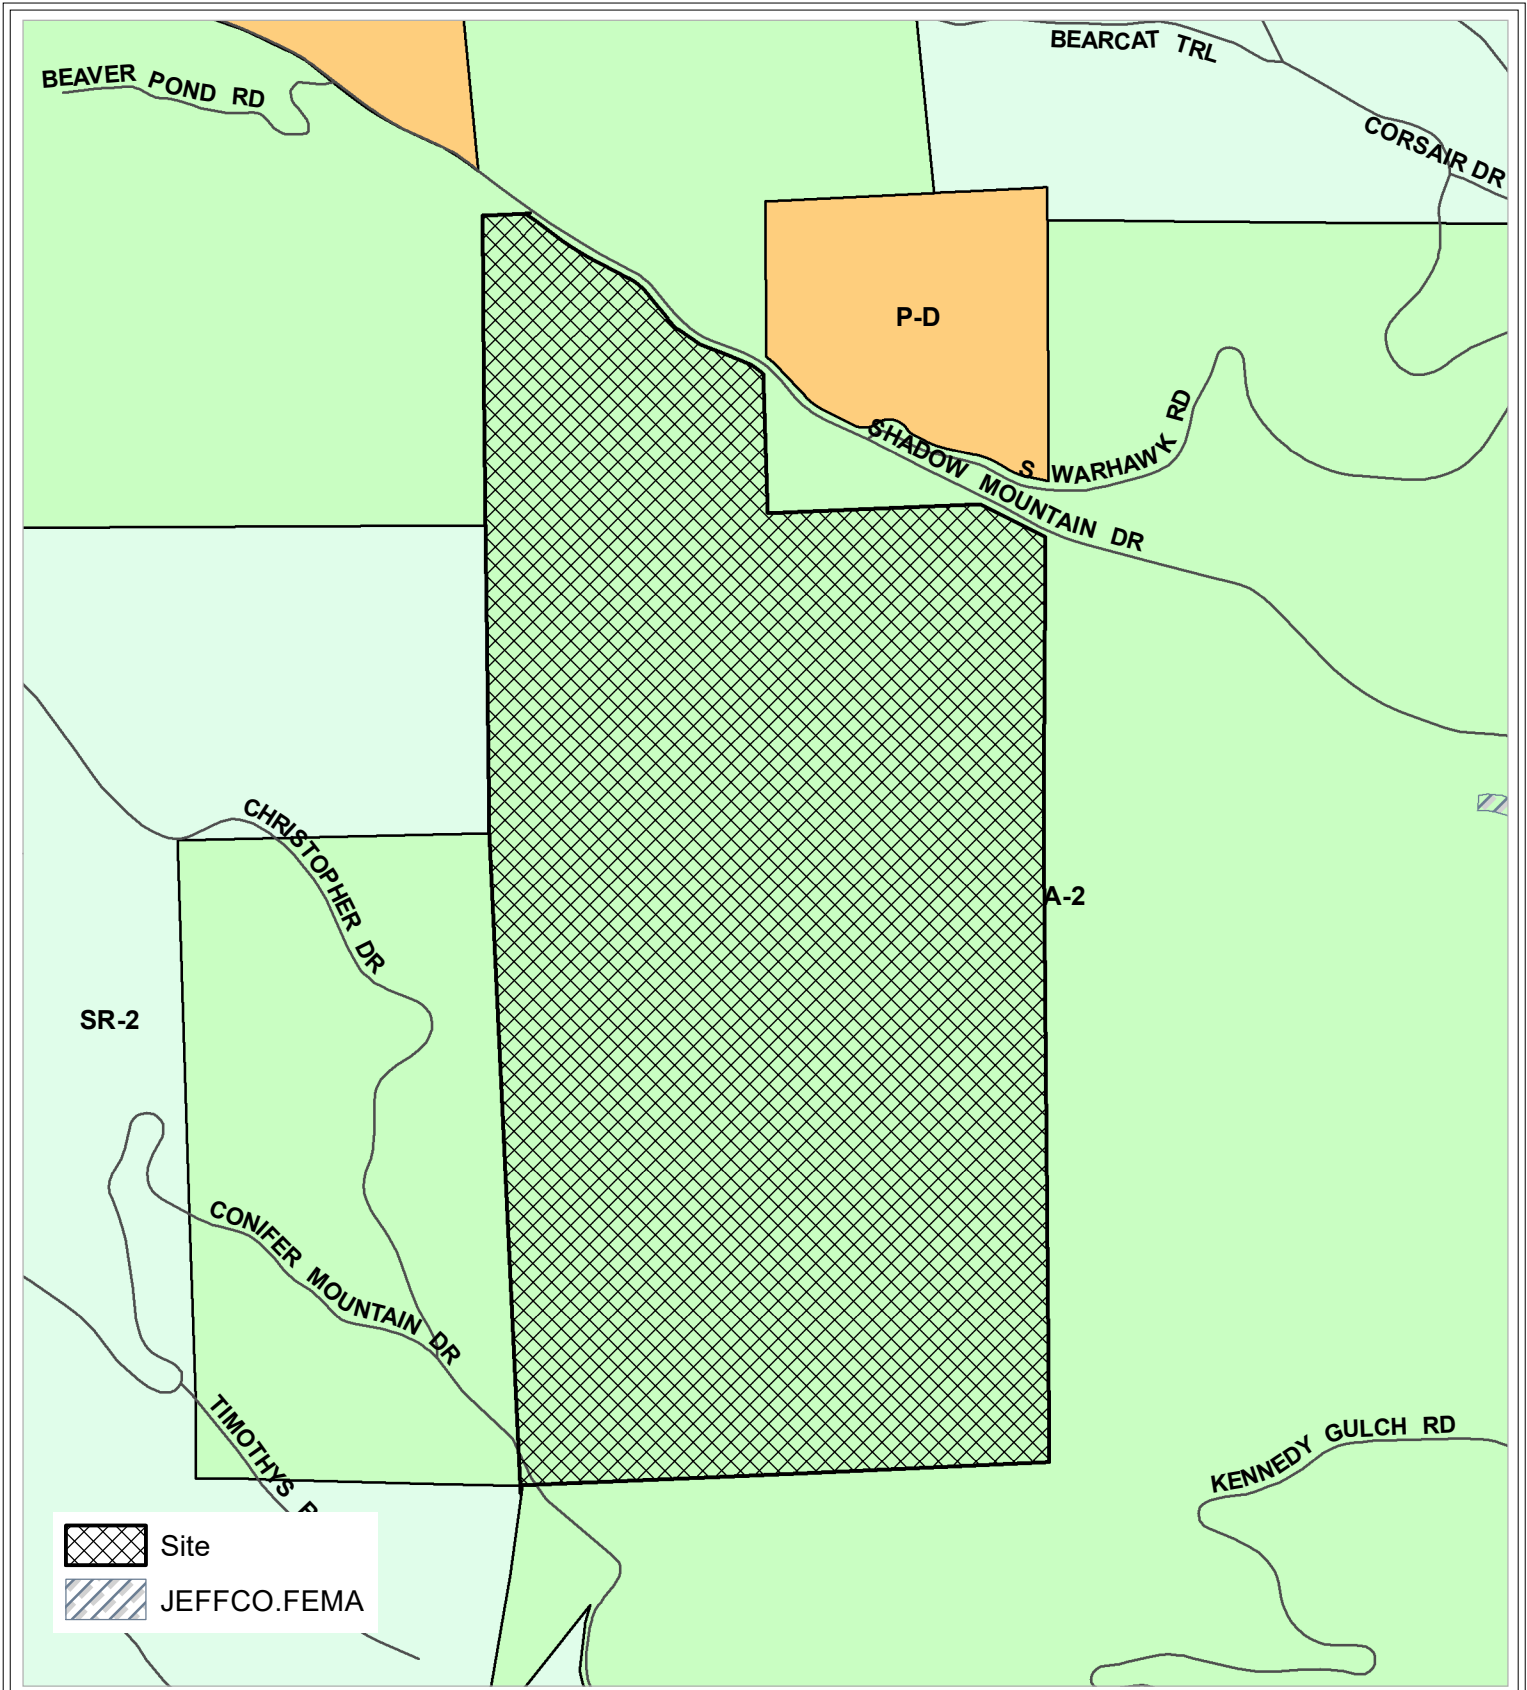 BEARCAT TRL
BEAVER POND RD
CORSAIR DR
P-D
S WARHAWK RD
SHADOW MOUNTAIN DR
CHRISTOPHER DR
A-2
SR-2
CONIFER MOUNTAIN DR
TIMOTHYS
KENNEDY GULCH RD
Site
JEFFCO.FEMA